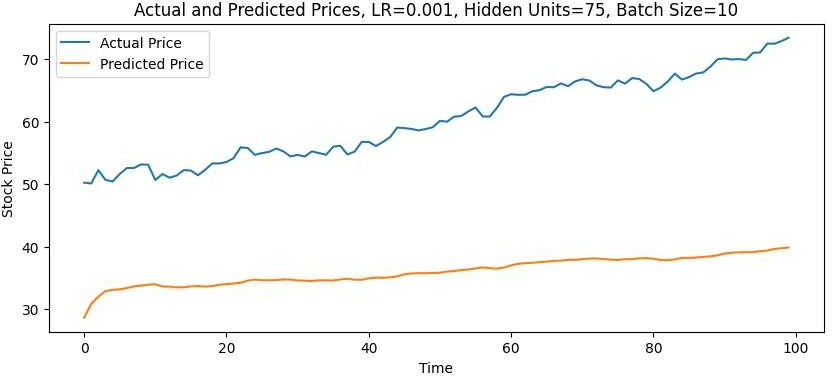 Actual and Predicted Prices, LR=0.001, Hidden Units=75, Batch Size=10
Actual Price
Predicted Price
Stock Price
70
60
50
40
30
0 20 40 60 80 100
Time